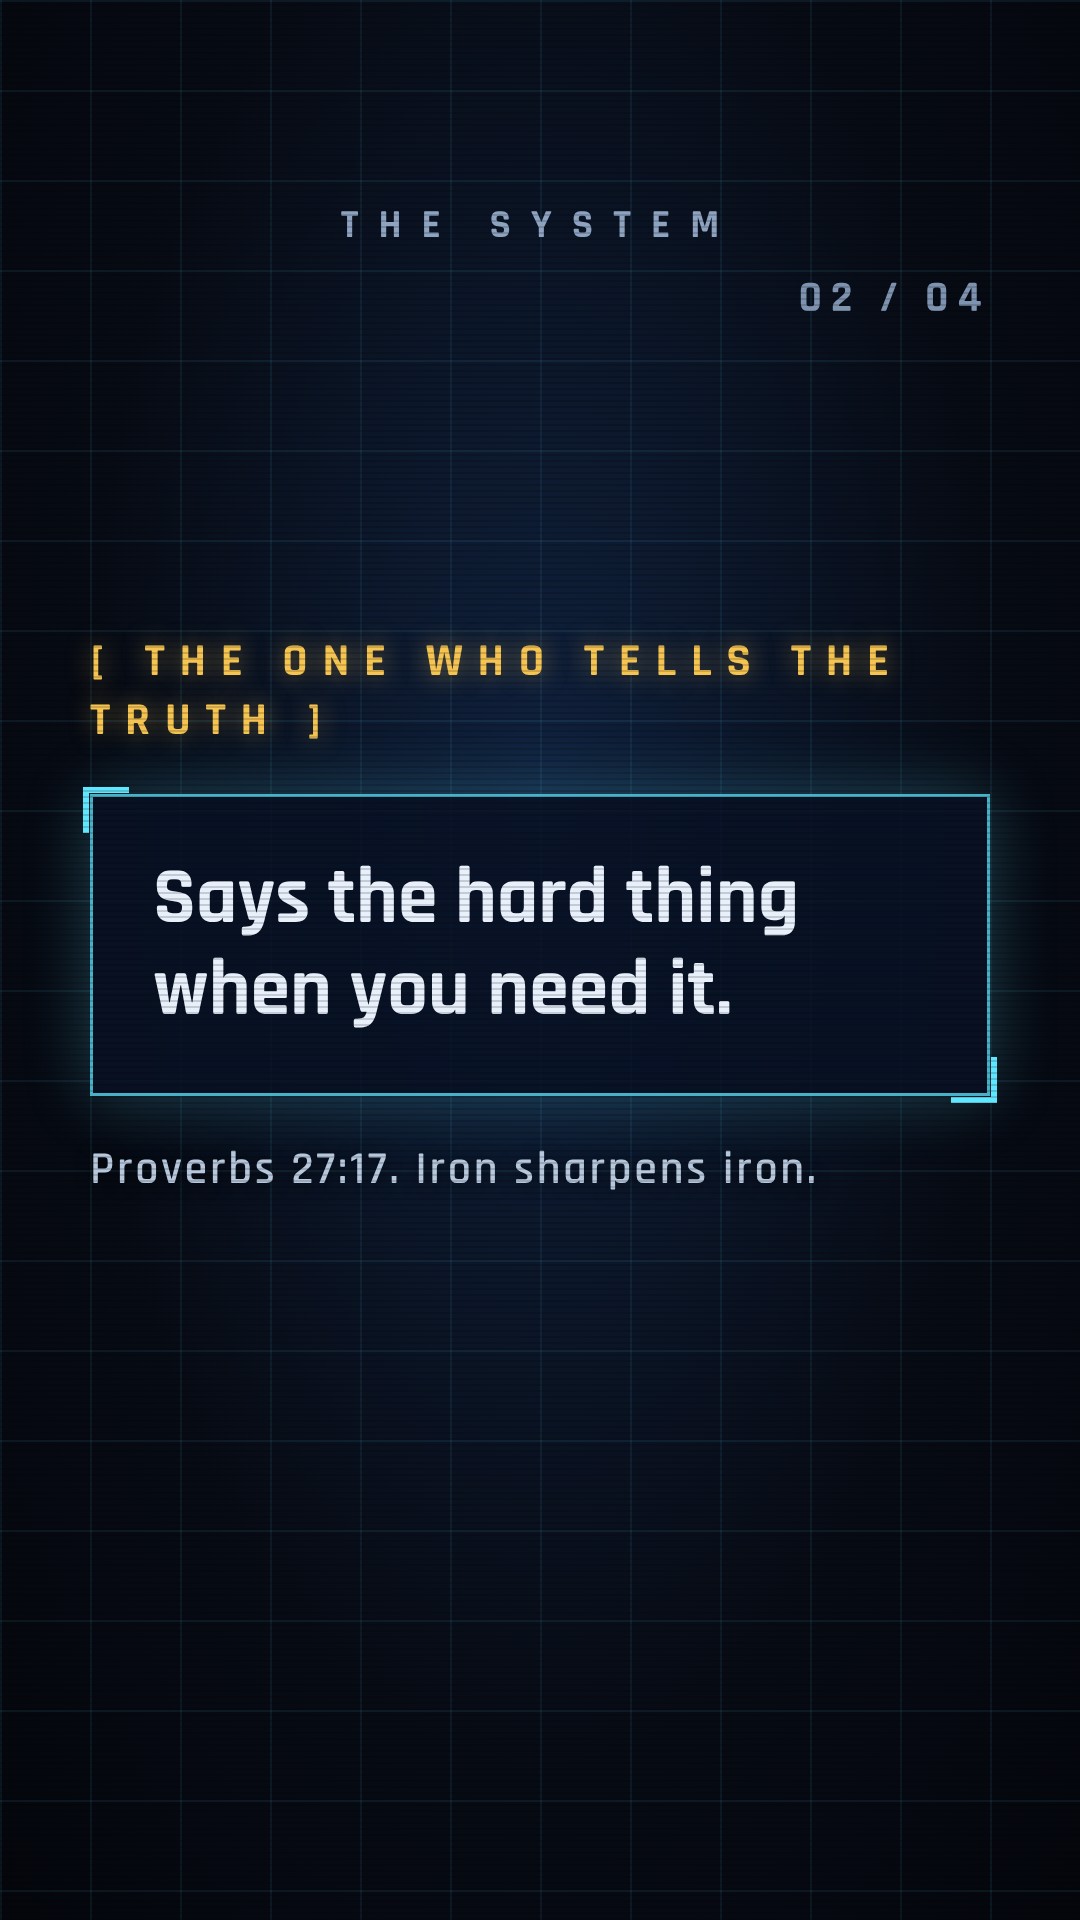 THE SYSTEM
02 / 04
[ THE ONE WHO TELLS THE
TRUTH ]
Says the hard thing
when you need it.
Proverbs 27:17. Iron sharpens iron.